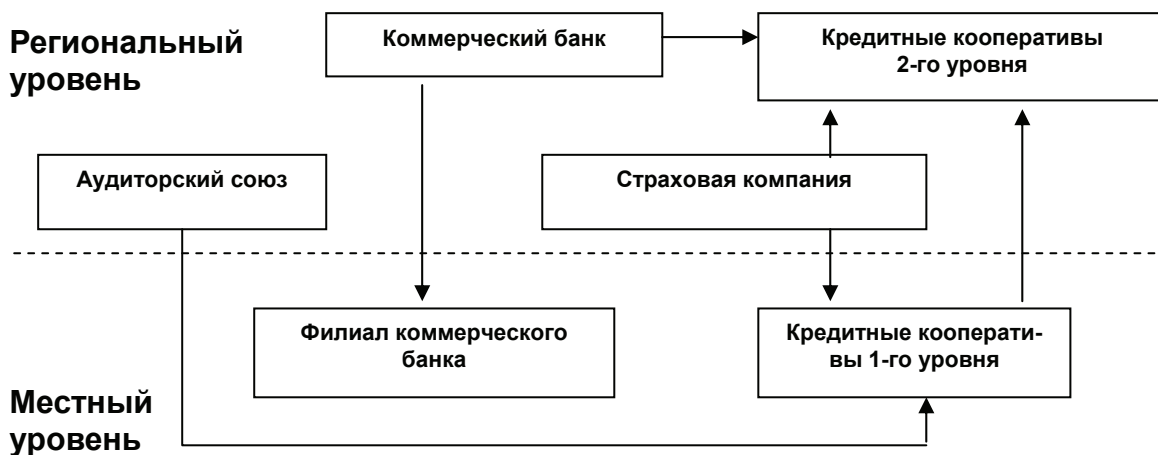 Региональный
уровень
Коммерческий банк
Кредитные кооперативы
2-го уровня
Аудиторский союз
Страховая компания
Филиал коммерческого
банка
Кредитные кооперати-
вы 1-го уровня
Местный
уровень